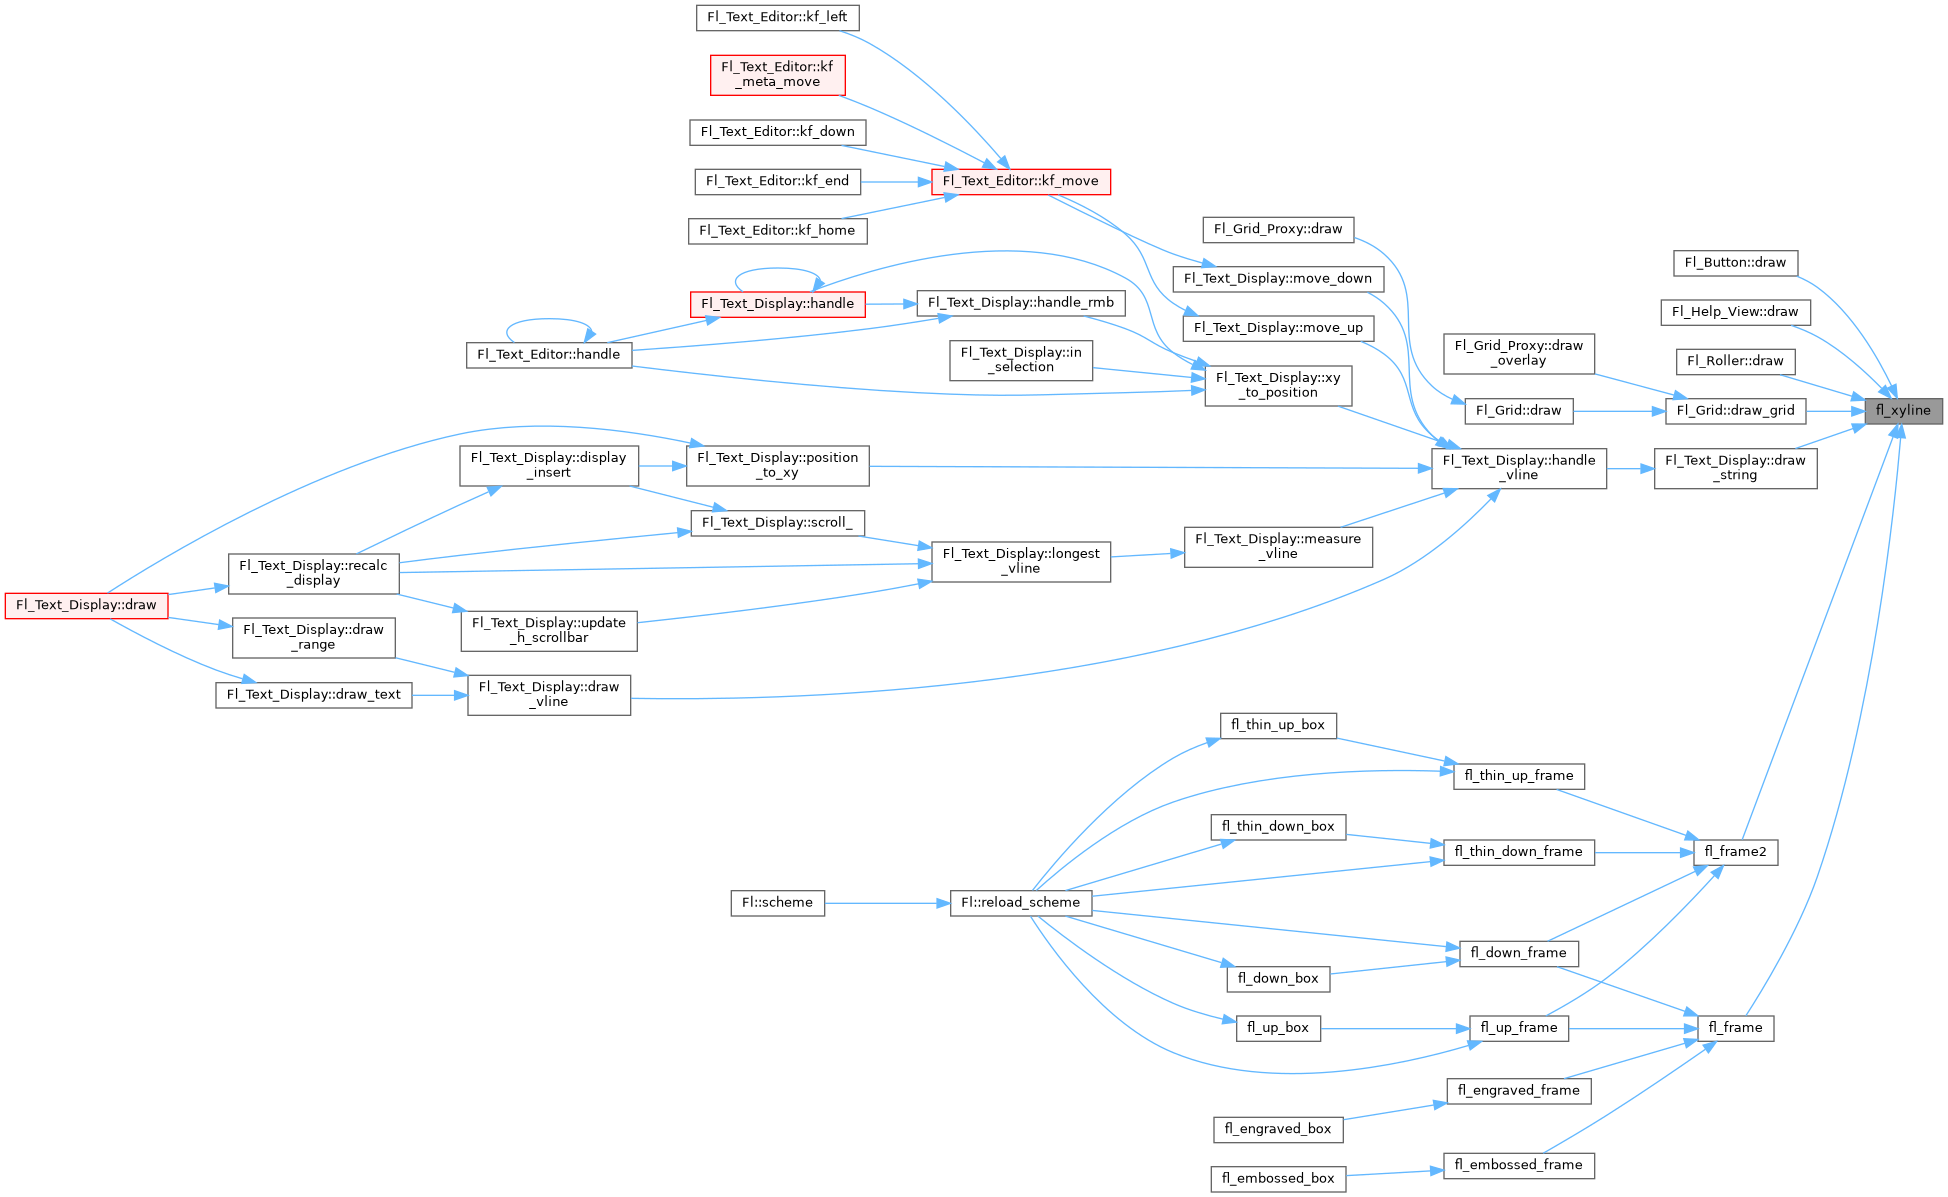 Fl_Text_Editor::kf_left
Fl_Text_Editor::kf
_meta_move
Fl_Text_Editor::kf_down
Fl_Text_Editor::kf_end
Fl_Text_Editor::kf_move
Fl_Text_Editor::kf_home
Fl_Grid_Proxy::draw
Fl_Button::draw
Fl_Text_Display::move_down
Fl_Text_Display::handle
Fl_Text_Display::handle_rmb
Fl_Help_View::draw
Fl_Text_Display::move_up
Fl_Text_Editor::handle
Fl_Text_Display::in
_selection
Fl_Grid_Proxy::draw
_overlay
Fl_Roller::draw
Fl_Text_Display::xy
_to_position
Fl_Grid::draw
Fl_Grid::draw_grid
fl_xyline
Fl_Text_Display::display
_insert
Fl_Text_Display::position
_to_xy
Fl_Text_Display::handle
_vline
Fl_Text_Display::draw
_string
Fl_Text_Display::scroll_
Fl_Text_Display::recalc
_display
Fl_Text_Display::longest
_vline
Fl_Text_Display::measure
_vline
Fl_Text_Display::draw
Fl_Text_Display::draw
_range
Fl_Text_Display::update
_h_scrollbar
Fl_Text_Display::draw_text
Fl_Text_Display::draw
_vline
fl_thin_up_box
fl_thin_up_frame
fl_thin_down_box
fl_thin_down_frame
fl_frame2
Fl::scheme
Fl::reload_scheme
fl_down_frame
fl_down_box
fl_up_box
fl_up_frame
fl_frame
fl_engraved_frame
fl_engraved_box
fl_embossed_frame
fl_embossed_box